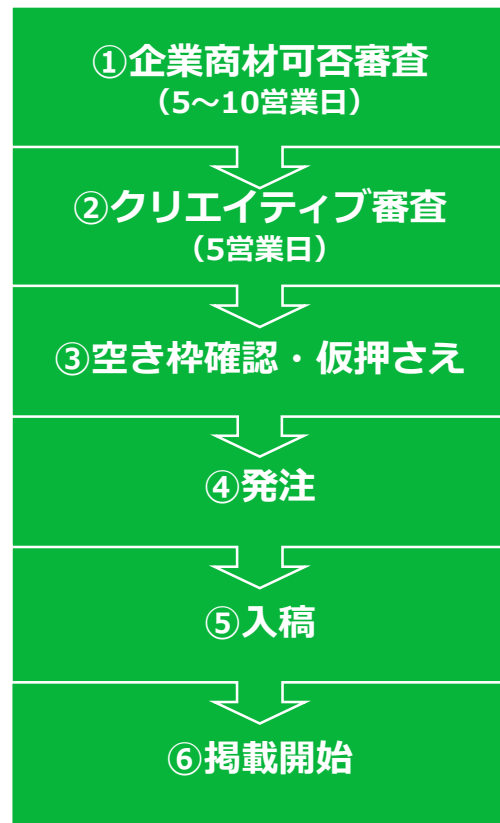 ①企業商材可否審査
（5～10営業日）
②クリエイティブ審査
（5営業日）
③空き枠確認・仮押さえ
④発注
⑤入稿
⑥掲載開始